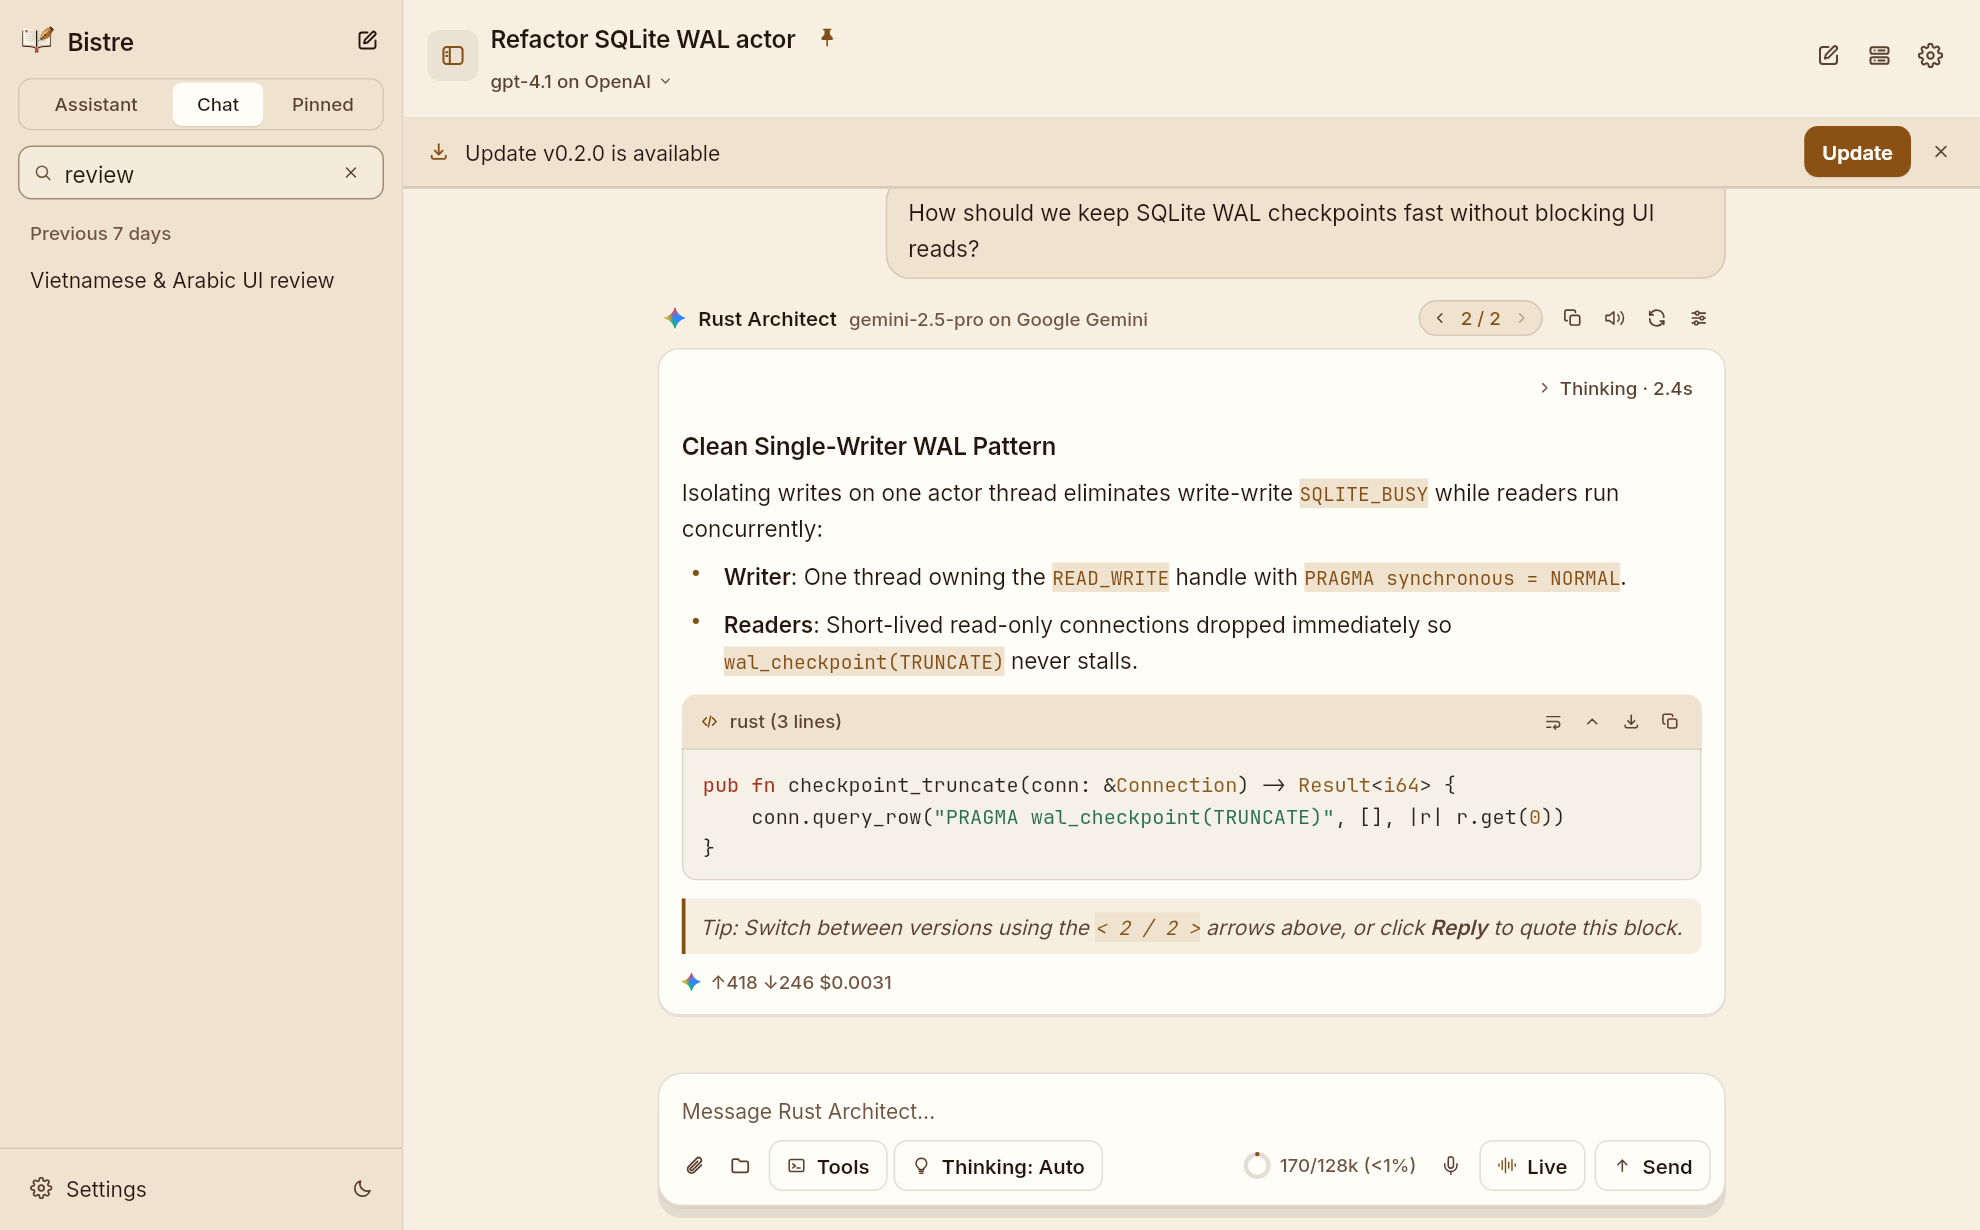 Bistre
Assistant
Chat
Pinned
review
Previous 7 days
Vietnamese & Arabic UI review
Settings
Refactor SQLite WAL actor
gpt-4.1 on OpenAI
Update v0.2.0 is available
Update
How should we keep SQLite WAL checkpoints fast without blocking UI
reads?
Rust Architect gemini-2.5-pro on Google Gemini
2 / 2
Thinking · 2.4s
Clean Single-Writer WAL Pattern
Isolating writes on one actor thread eliminates write-write SQLITE_BUSY while readers run
concurrently:
• Writer: One thread owning the READ_WRITE handle with PRAGMA synchronous = NORMAL.
• Readers: Short-lived read-only connections dropped immediately so
wal_checkpoint(TRUNCATE) never stalls.
rust (3 lines)
pub fn checkpoint_truncate(conn: &Connection) -> Result<i64> {
    conn.query_row("PRAGMA wal_checkpoint(TRUNCATE)", [], |r| r.get(0))
}
Tip: Switch between versions using the < 2 / 2 > arrows above, or click Reply to quote this block.
↑418 ↓246 $0.0031
Message Rust Architect...
Tools
Thinking: Auto
170/128k (<1%)
Live
Send